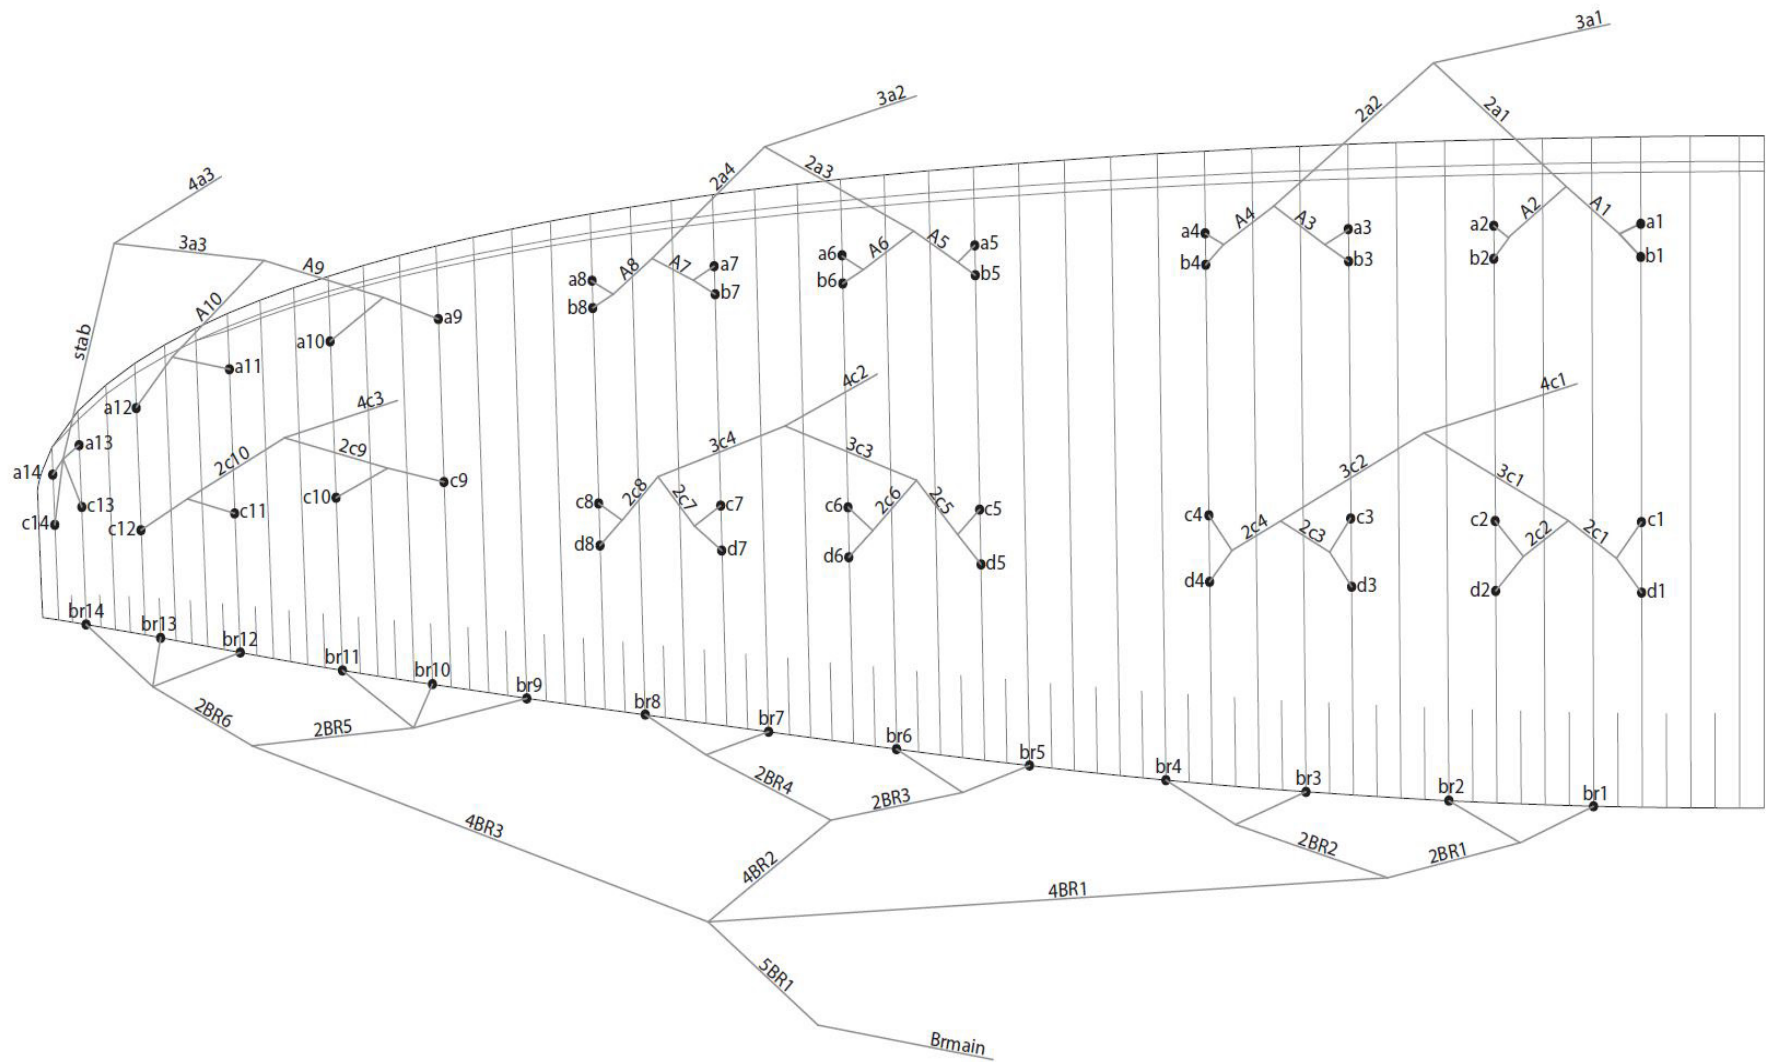 3a1
3a2
2a2
2a1
4a3
2a4
2a3
3a3
A9
A10
stab
a4
A4
A3
a3
a2
A2
A1
a1
b4
b3
b2
b1
a6
A6
A5
a5
b6
b5
a8
A8
A7
a7
b8
b7
a9
a10
a11
a12
4c3
4c2
4c1
a13
a14
2c10
2c9
3c4
3c3
3c2
3c1
c13
c14
c12
c11
c10
c9
c8
2c8
2c7
c7
c6
2c6
2c5
c5
c4
2c4
2c3
c3
c2
2c2
2c1
c1
d8
d7
d6
d5
d4
d3
d2
d1
br14
br13
br12
br11
br10
br9
br8
br7
br6
br5
br4
br3
br2
br1
2BR6
2BR5
2BR4
2BR3
2BR2
2BR1
4BR3
4BR2
4BR1
5BR1
Brmain